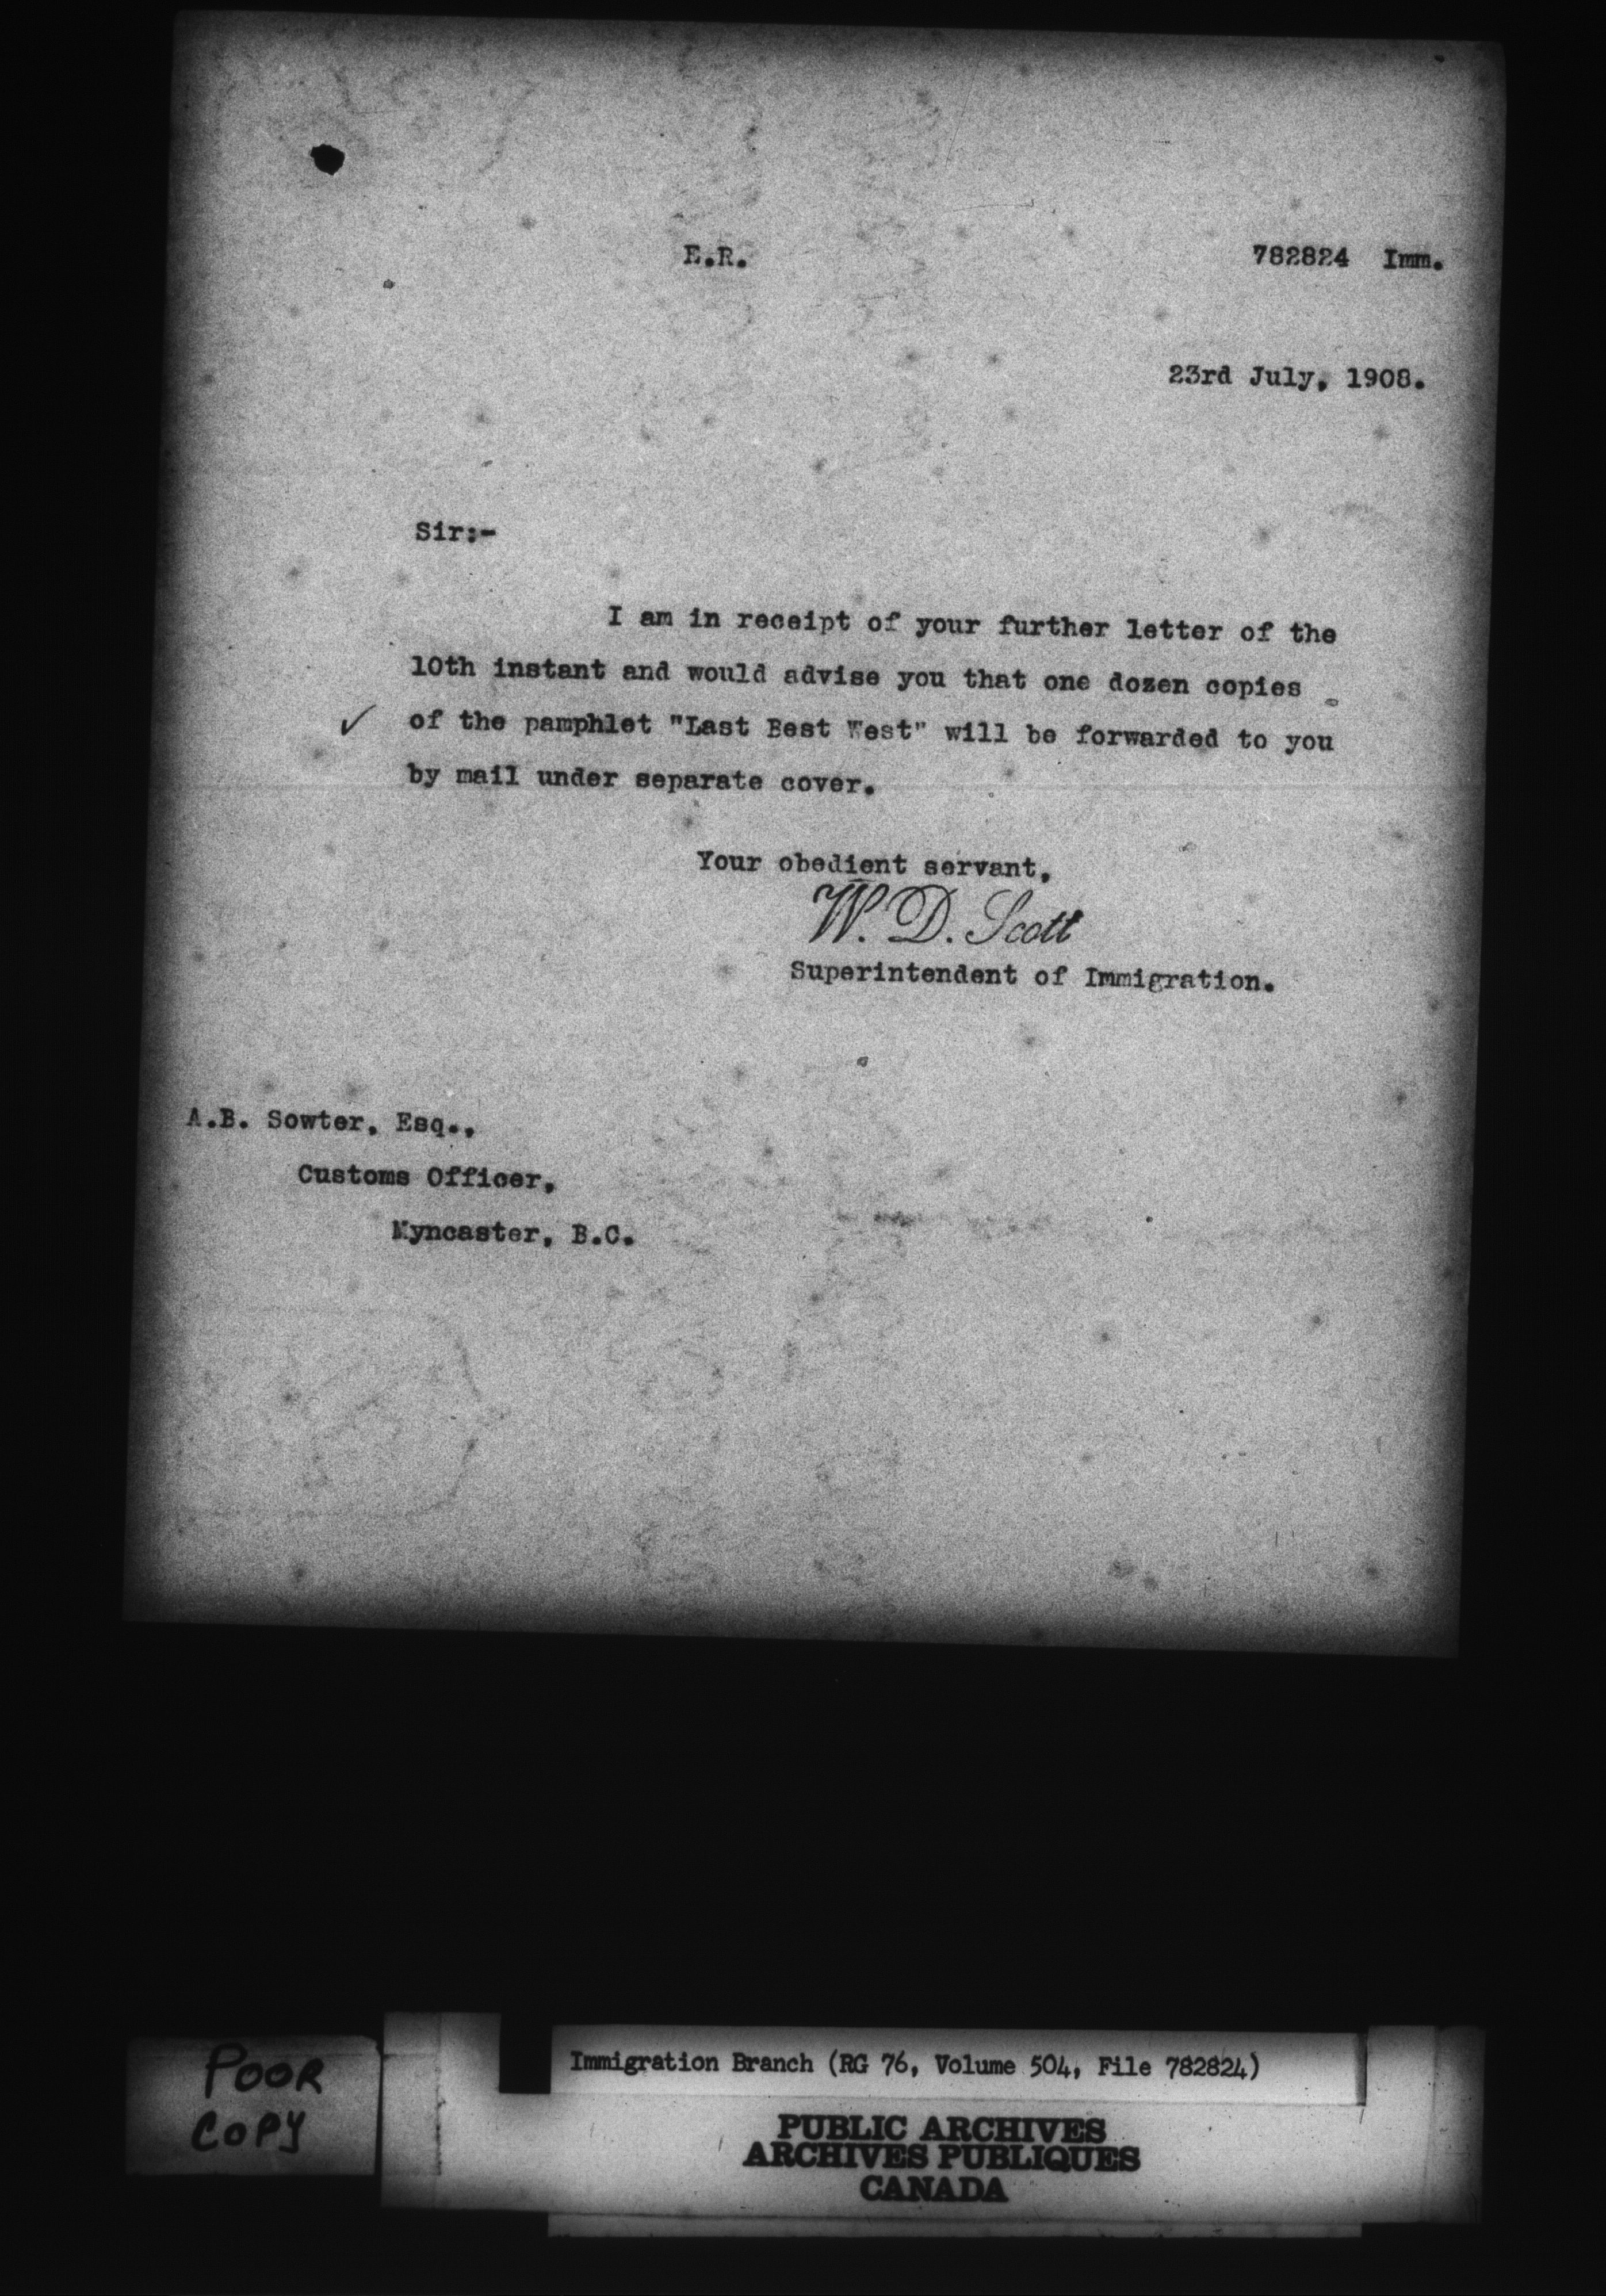 E.R. 782824 Imm.
23rd July, 1908.
Sir:-
I am in receipt of your further letter of the
10th instant and would advise you that one dozen copies
✓ of the pamphlet "Last Best West" will be forwarded to you
by mail under separate cover.
Your obedient servant,
W. D. Scott
Superintendent of Immigration.
A.B. Sowter, Esq.,
Customs Officer,
Myncaster, B.C.
POOR
COPY
Immigration Branch (RG 76, Volume 504, File 782824)
PUBLIC ARCHIVES
ARCHIVES PUBLIQUES
CANADA